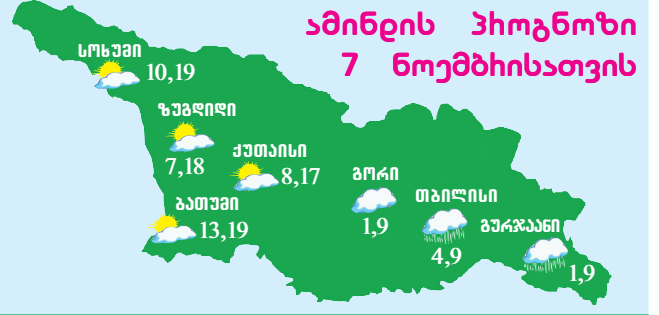 ამინდის პროგნოზი
7 ნოემბრისათვის
სოხუმი
10,19
ზუგდიდი
7,18
ქუთაისი
8,17
ბათუმი
13,19
გორი
1,9
თბილისი
4,9
გურჯაანი
1,9